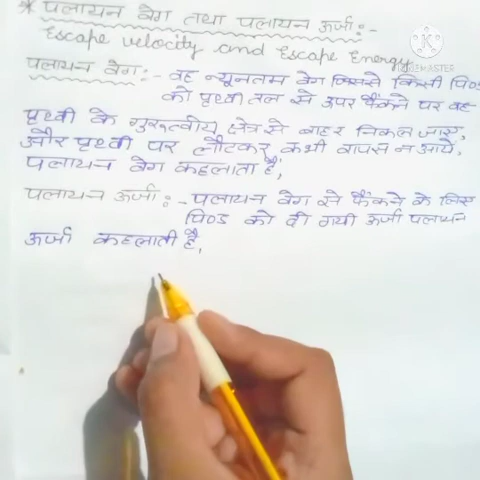 * पलायन वेग तथा पलायन ऊर्जा:-
Escape velocity and Escape Energy
KINEMASTER
पलायन वेग:- वह न्यूनतम वेग जिससे किसी पिण्ड
को पृथ्वी तल से उपर फैंकने पर वह
पृथ्वी के गुरुत्वीय क्षेत्र से बाहर निकल जाए,
और पृथ्वी पर लौटकर कभी वापस न आये,
पलायन वेग कहलाता है,
पलायन ऊर्जा:- पलायन वेग से फैंकने के लिए
पिण्ड को दी गयी ऊर्जा पलायन
ऊर्जा कहलाती है,